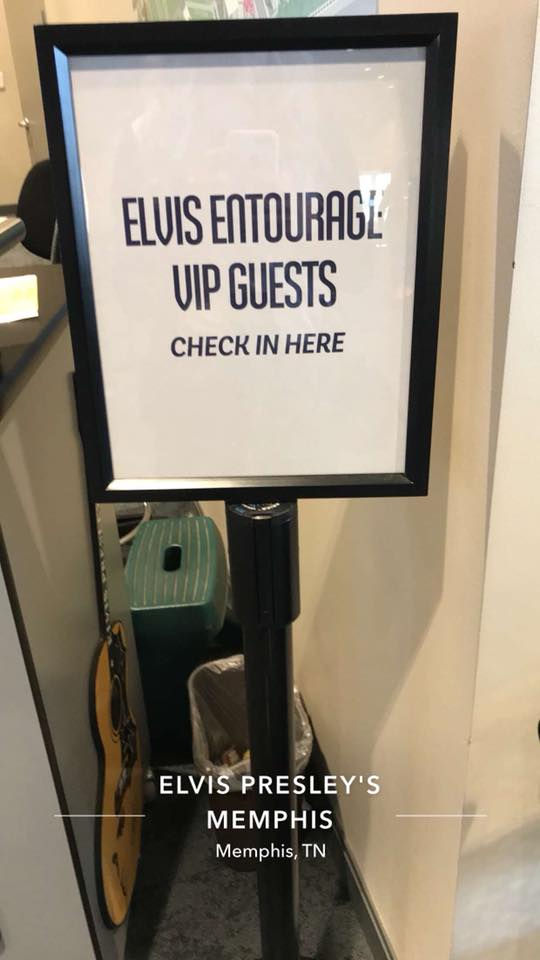 ELVIS ENTOURAGE
VIP GUESTS
CHECK IN HERE
ELVIS PRESLEY'S
MEMPHIS
Memphis, TN